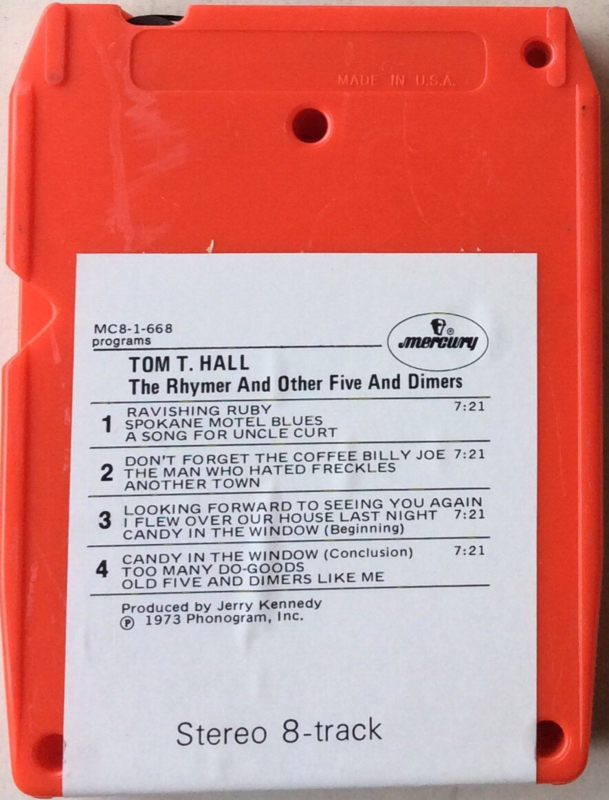 MADE IN U.S.A.
MC8-1-668
programs
mercury ®
TOM T. HALL
The Rhymer And Other Five And Dimers
1 RAVISHING RUBY 7:21
SPOKANE MOTEL BLUES
A SONG FOR UNCLE CURT
2 DON'T FORGET THE COFFEE BILLY JOE 7:21
THE MAN WHO HATED FRECKLES
ANOTHER TOWN
3 LOOKING FORWARD TO SEEING YOU AGAIN
I FLEW OVER OUR HOUSE LAST NIGHT 7:21
CANDY IN THE WINDOW (Beginning)
4 CANDY IN THE WINDOW (Conclusion) 7:21
TOO MANY DO-GOODS
OLD FIVE AND DIMERS LIKE ME
Produced by Jerry Kennedy
℗ 1973 Phonogram, Inc.
Stereo 8-track